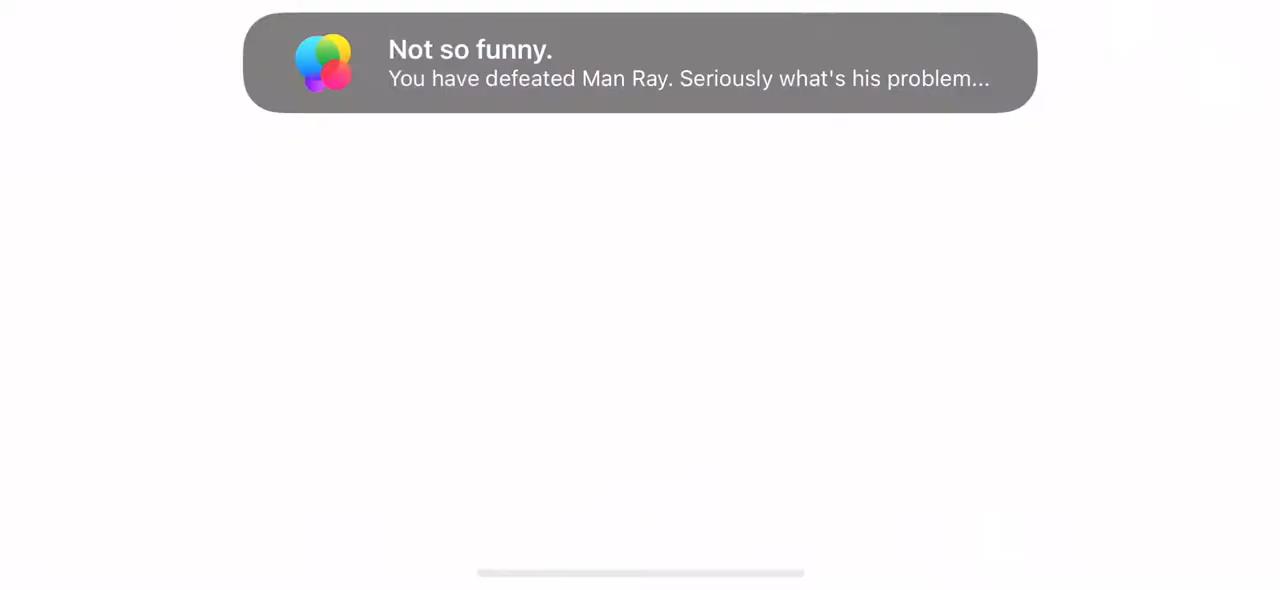 Not so funny.
You have defeated Man Ray. Seriously what's his problem...